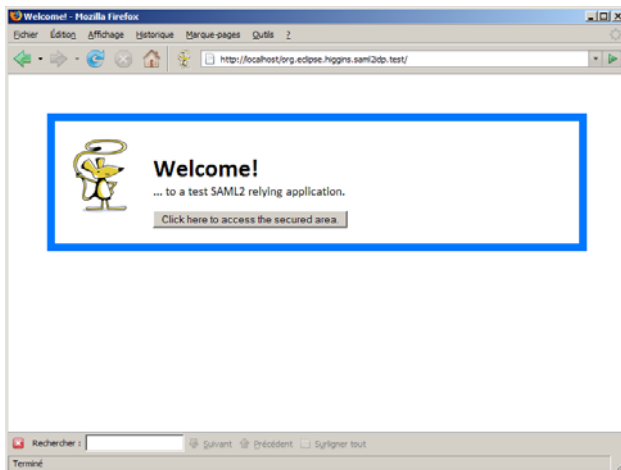 Welcome! - Mozilla Firefox
Fichier Édition Affichage Historique Marque-pages Outils ?
http://localhost/org.eclipse.higgins.saml2idp.test/
Welcome!
... to a test SAML2 relying application.
Click here to access the secured area.
Rechercher : Suivant Précédent Surligner tout
Terminé